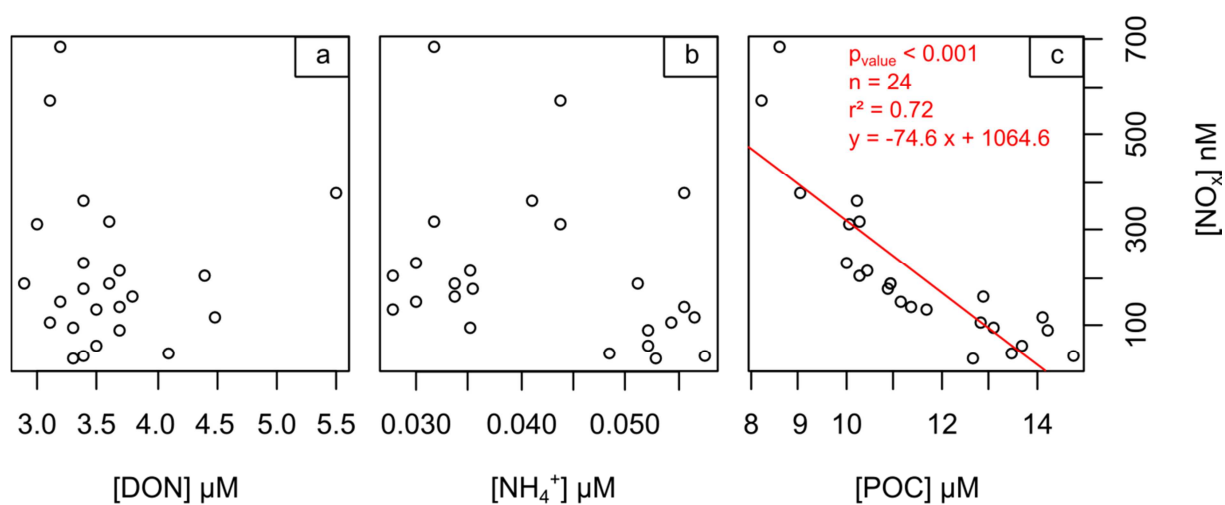 a
b
c
p_value < 0.001
n = 24
r² = 0.72
y = -74.6 x + 1064.6
700
500
300
100
[NOₓ] nM
3.0 3.5 4.0 4.5 5.0 5.5
0.030 0.040 0.050
8 9 10 12 14
[DON] µM
[NH₄⁺] µM
[POC] µM